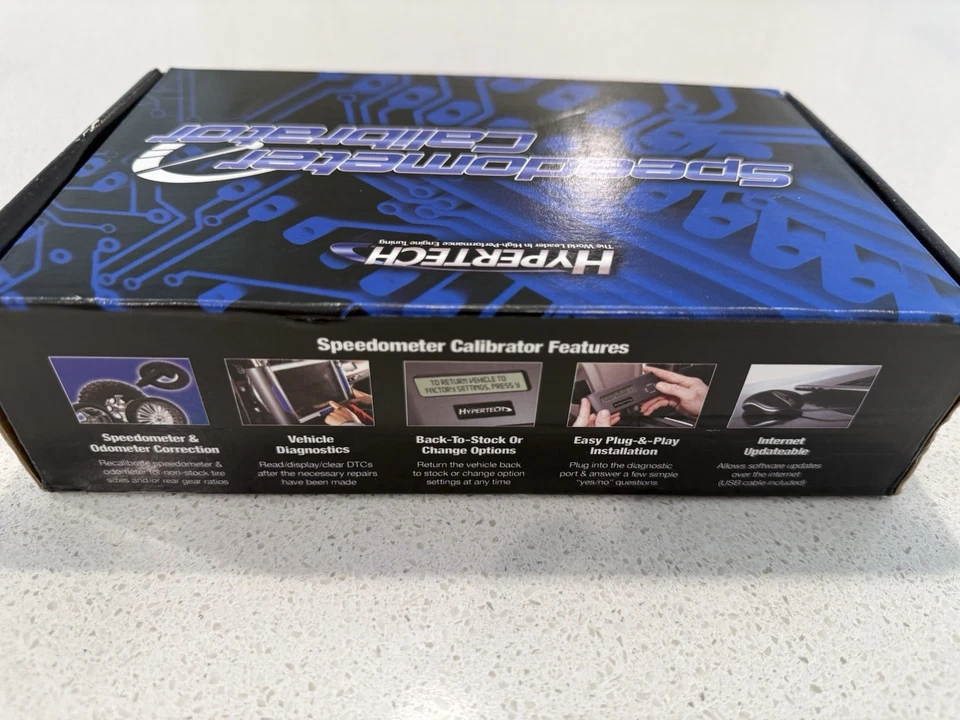 Speedometer
Calibrator
HYPERTECH
The World Leader In High-Performance Engine Tuning
Speedometer Calibrator Features
TO RETURN VEHICLE TO
FACTORY SETTINGS, PRESS Y
HYPERTECH
Speedometer &
Odometer Correction
Recalibrate speedometer &
odometer to non-stock tire
sizes and/or rear gear ratios
Vehicle
Diagnostics
Read/display/clear DTCs
after the necessary repairs
have been made
Back-To-Stock Or
Change Options
Return the vehicle back
to stock or change option
settings at any time
Easy Plug-&-Play
Installation
Plug into the diagnostic
port & answer a few simple
"yes/no" questions
Internet
Updateable
Allows software updates
over the internet
(USB cable included)